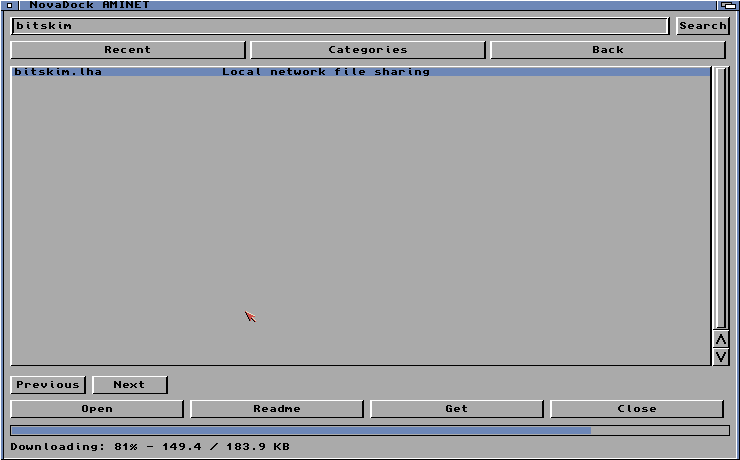 NovaDock AMINET
bitskim Search
Recent Categories Back
bitskim.lha Local network file sharing
Previous Next
Open Readme Get Close
Downloading: 81% - 149.4 / 183.9 KB